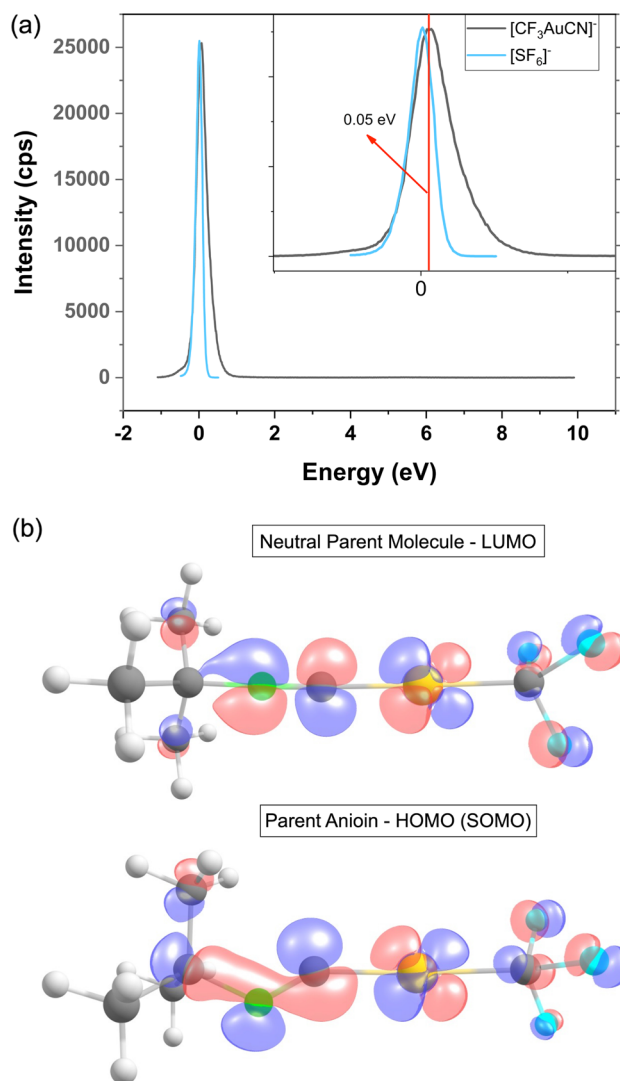 (a)
[CF₃AuCN]⁻
[SF₆]⁻
0.05 eV
0
Intensity (cps)
25000
20000
15000
10000
5000
0
-2 0 2 4 6 8 10
Energy (eV)
(b)
Neutral Parent Molecule - LUMO
Parent Anioin - HOMO (SOMO)